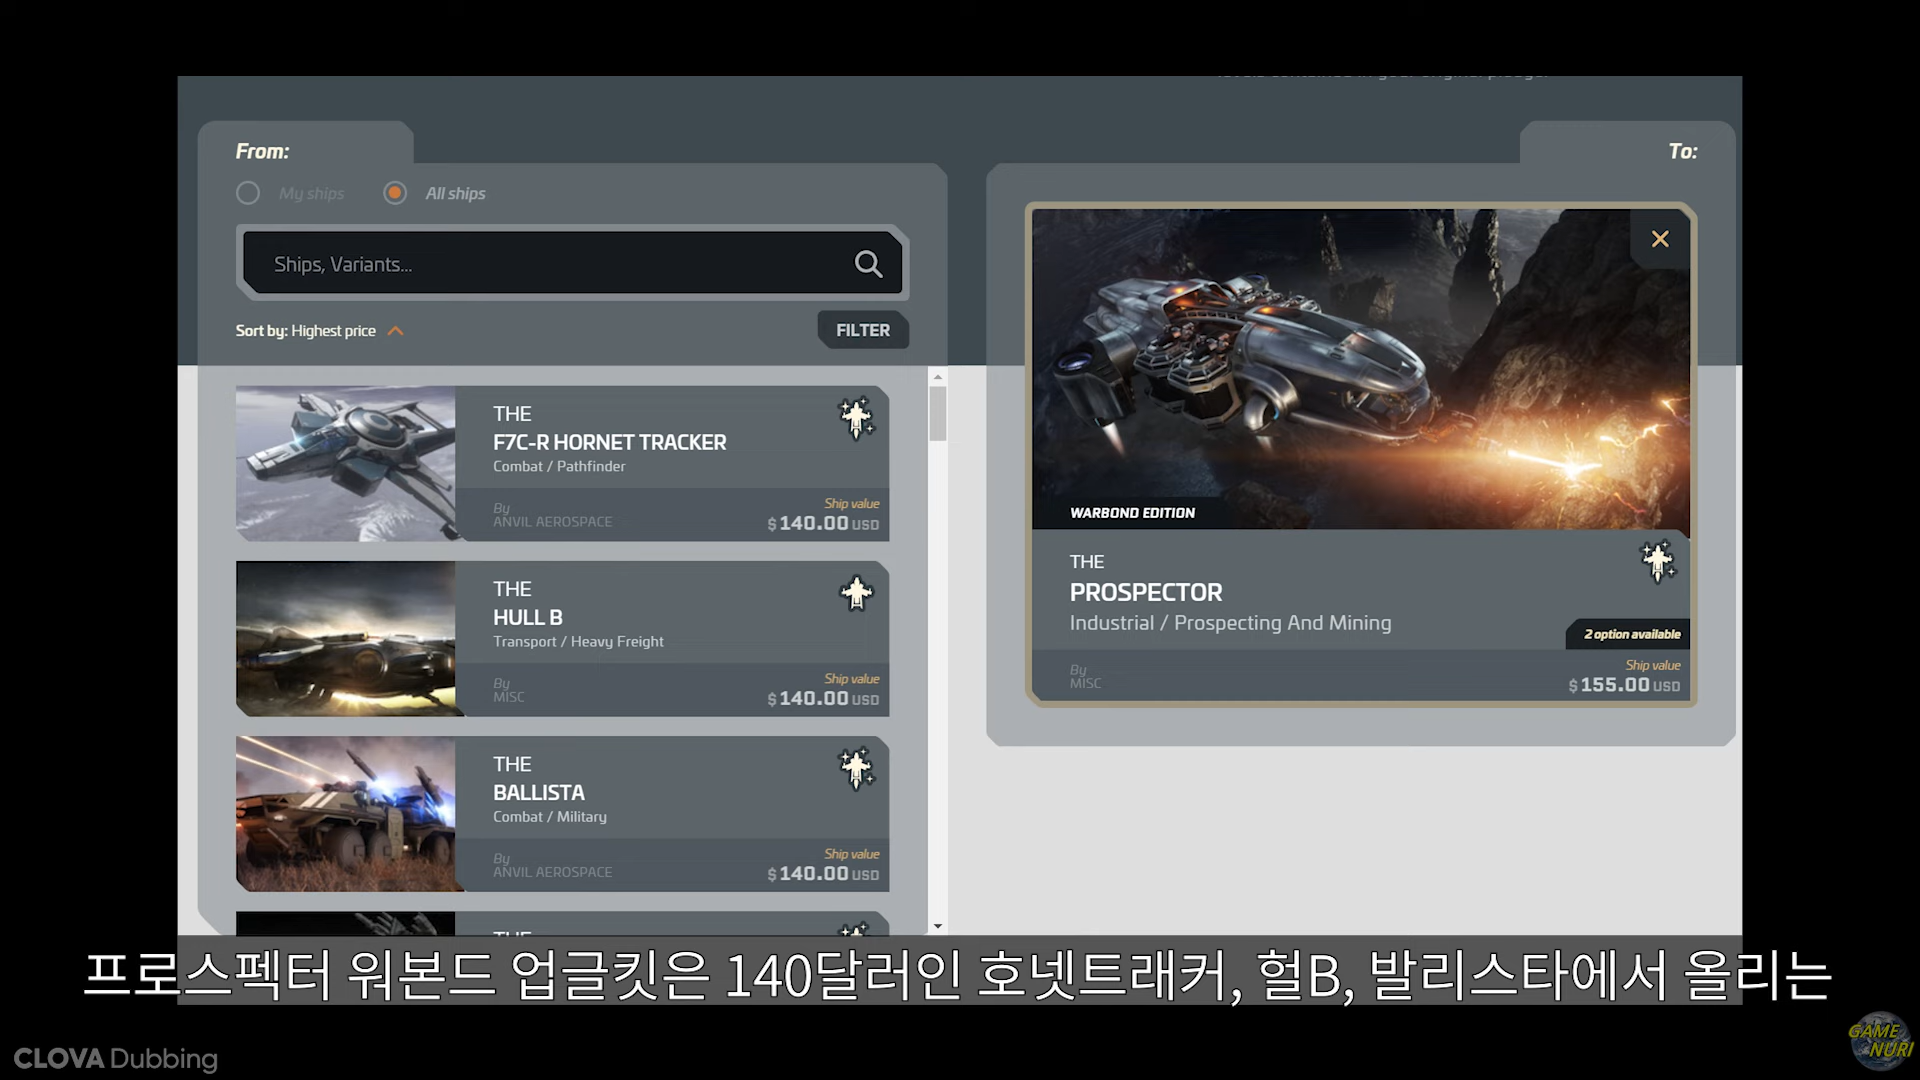 From:
My ships
All ships
Ships, Variants...
Sort by: Highest price
FILTER
THE
F7C-R HORNET TRACKER
Combat / Pathfinder
By
ANVIL AEROSPACE
Ship value
$140.00 USD
THE
HULL B
Transport / Heavy Freight
By
MISC
Ship value
$140.00 USD
THE
BALLISTA
Combat / Military
By
ANVIL AEROSPACE
Ship value
$140.00 USD
THE
To:
WARBOND EDITION
THE
PROSPECTOR
Industrial / Prospecting And Mining
2 option available
By
MISC
Ship value
$155.00 USD
프로스펙터 워본드 업글킷은 140달러인 호넷트래커, 헐B, 발리스타에서 올리는
CLOVA Dubbing
GAME
NURI